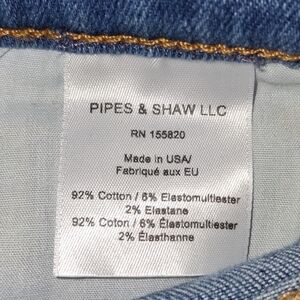 PIPES & SHAW LLC
RN 155820
Made in USA/
Fabriqué aux EU
92% Cotton / 6% Elastomultiester
2% Elastane
92% Coton / 6% Élastomultiester
2% Élasthanne